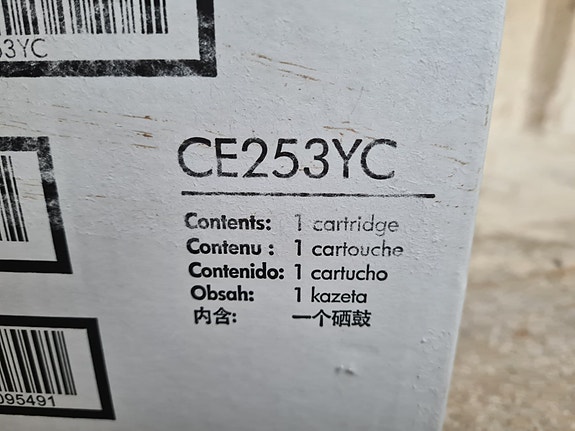 53YC
CE253YC
Contents: 1 cartridge
Contenu : 1 cartouche
Contenido: 1 cartucho
Obsah: 1 kazeta
内含: 一个硒鼓
095491